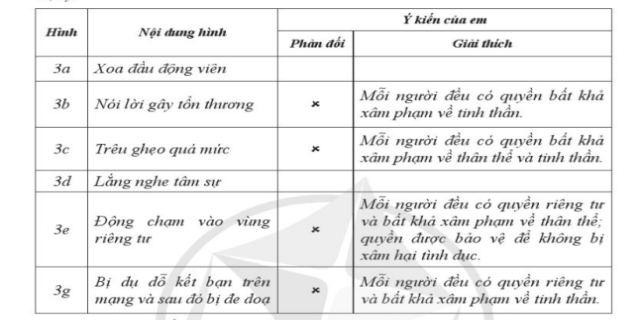 Hình Nội dung hình Ý kiến của em
Phản đối Giải thích
3a Xoa đầu động viên
3b Nói lời gây tổn thương × Mỗi người đều có quyền bất khả
xâm phạm về tinh thần.
3c Trêu ghẹo quá mức × Mỗi người đều có quyền bất khả
xâm phạm về thân thể và tinh thần.
3d Lắng nghe tâm sự
3e Động chạm vào vùng
riêng tư × Mỗi người đều có quyền riêng tư
và bất khả xâm phạm về thân thể;
quyền được bảo vệ để không bị
xâm hại tình dục.
3g Bị dụ dỗ kết bạn trên
mạng và sau đó bị đe doạ × Mỗi người đều có quyền riêng tư
và bất khả xâm phạm về tinh thần.